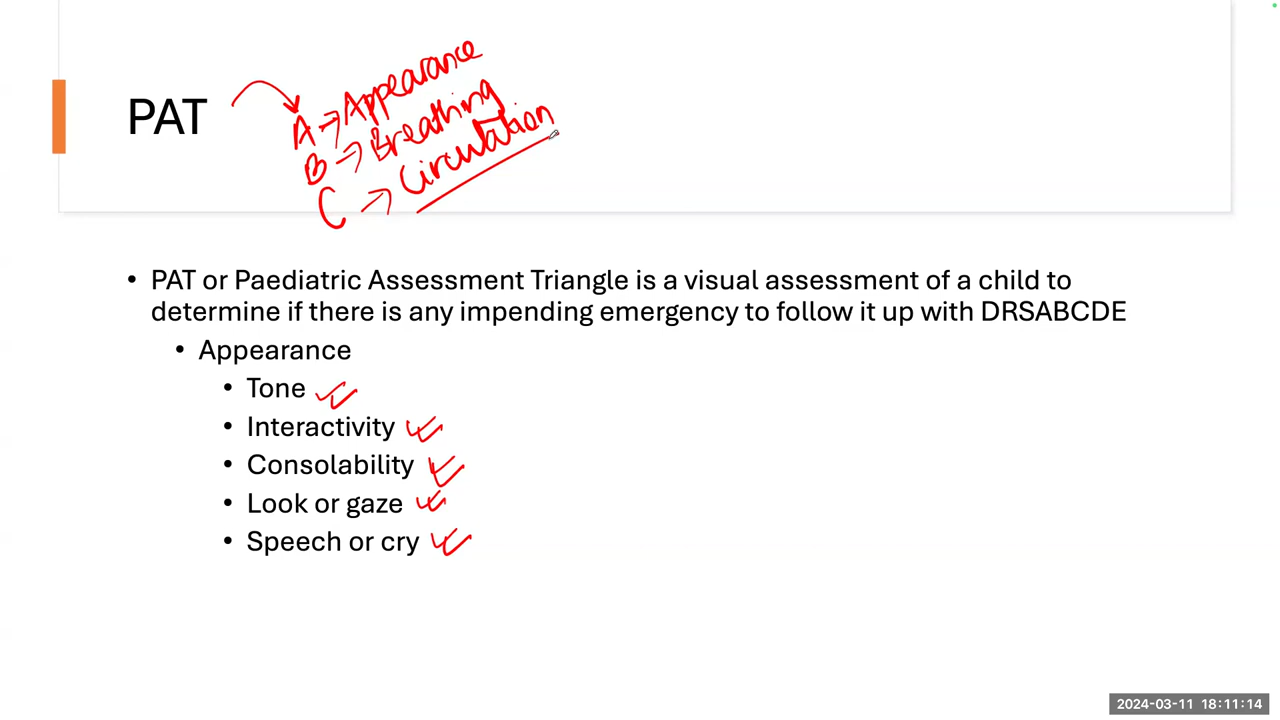 PAT
A → Appearance
B → Breathing
C → Circulation
• PAT or Paediatric Assessment Triangle is a visual assessment of a child to
determine if there is any impending emergency to follow it up with DRSABCDE
• Appearance
• Tone
• Interactivity
• Consolability
• Look or gaze
• Speech or cry
2024-03-11 18:11:14